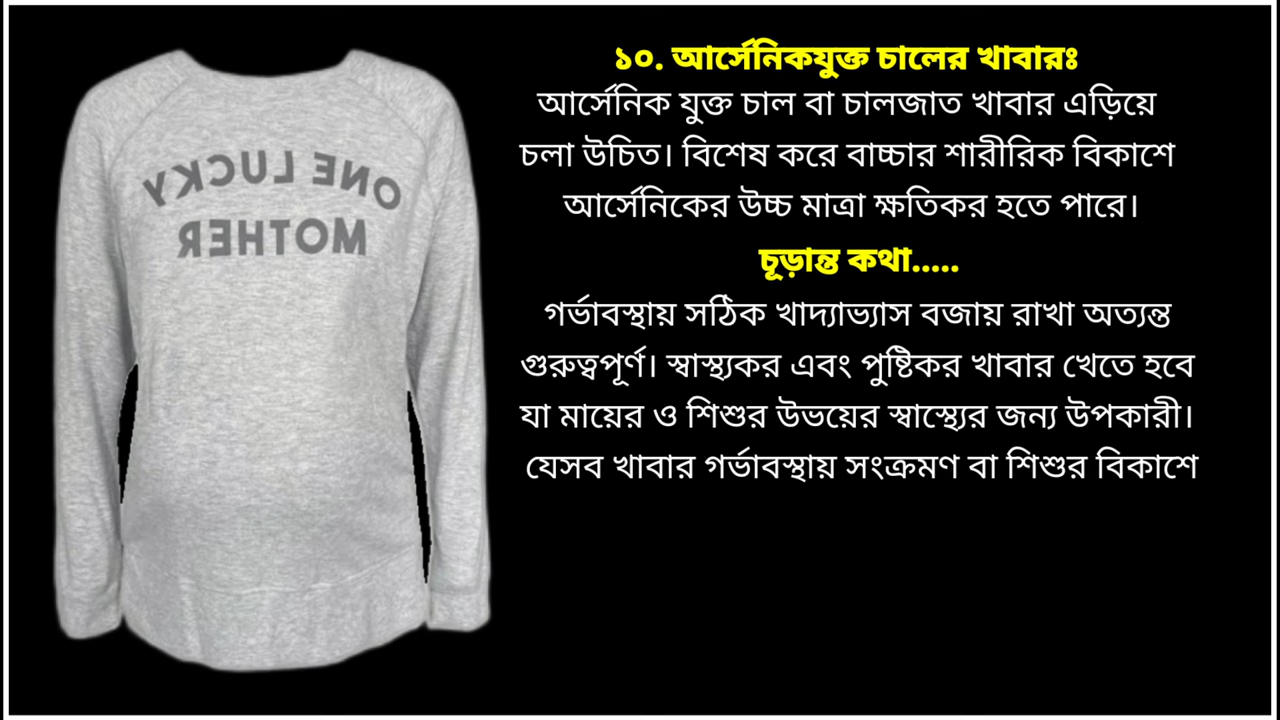 ONE LUCKY
MOTHER
১০. আর্সেনিকযুক্ত চালের খাবারঃ
আর্সেনিক যুক্ত চাল বা চালজাত খাবার এড়িয়ে
চলা উচিত। বিশেষ করে বাচ্চার শারীরিক বিকাশে
আর্সেনিকের উচ্চ মাত্রা ক্ষতিকর হতে পারে।
চূড়ান্ত কথা.....
গর্ভাবস্থায় সঠিক খাদ্যাভ্যাস বজায় রাখা অত্যন্ত
গুরুত্বপূর্ণ। স্বাস্থ্যকর এবং পুষ্টিকর খাবার খেতে হবে
যা মায়ের ও শিশুর উভয়ের স্বাস্থ্যের জন্য উপকারী।
যেসব খাবার গর্ভাবস্থায় সংক্রমণ বা শিশুর বিকাশে